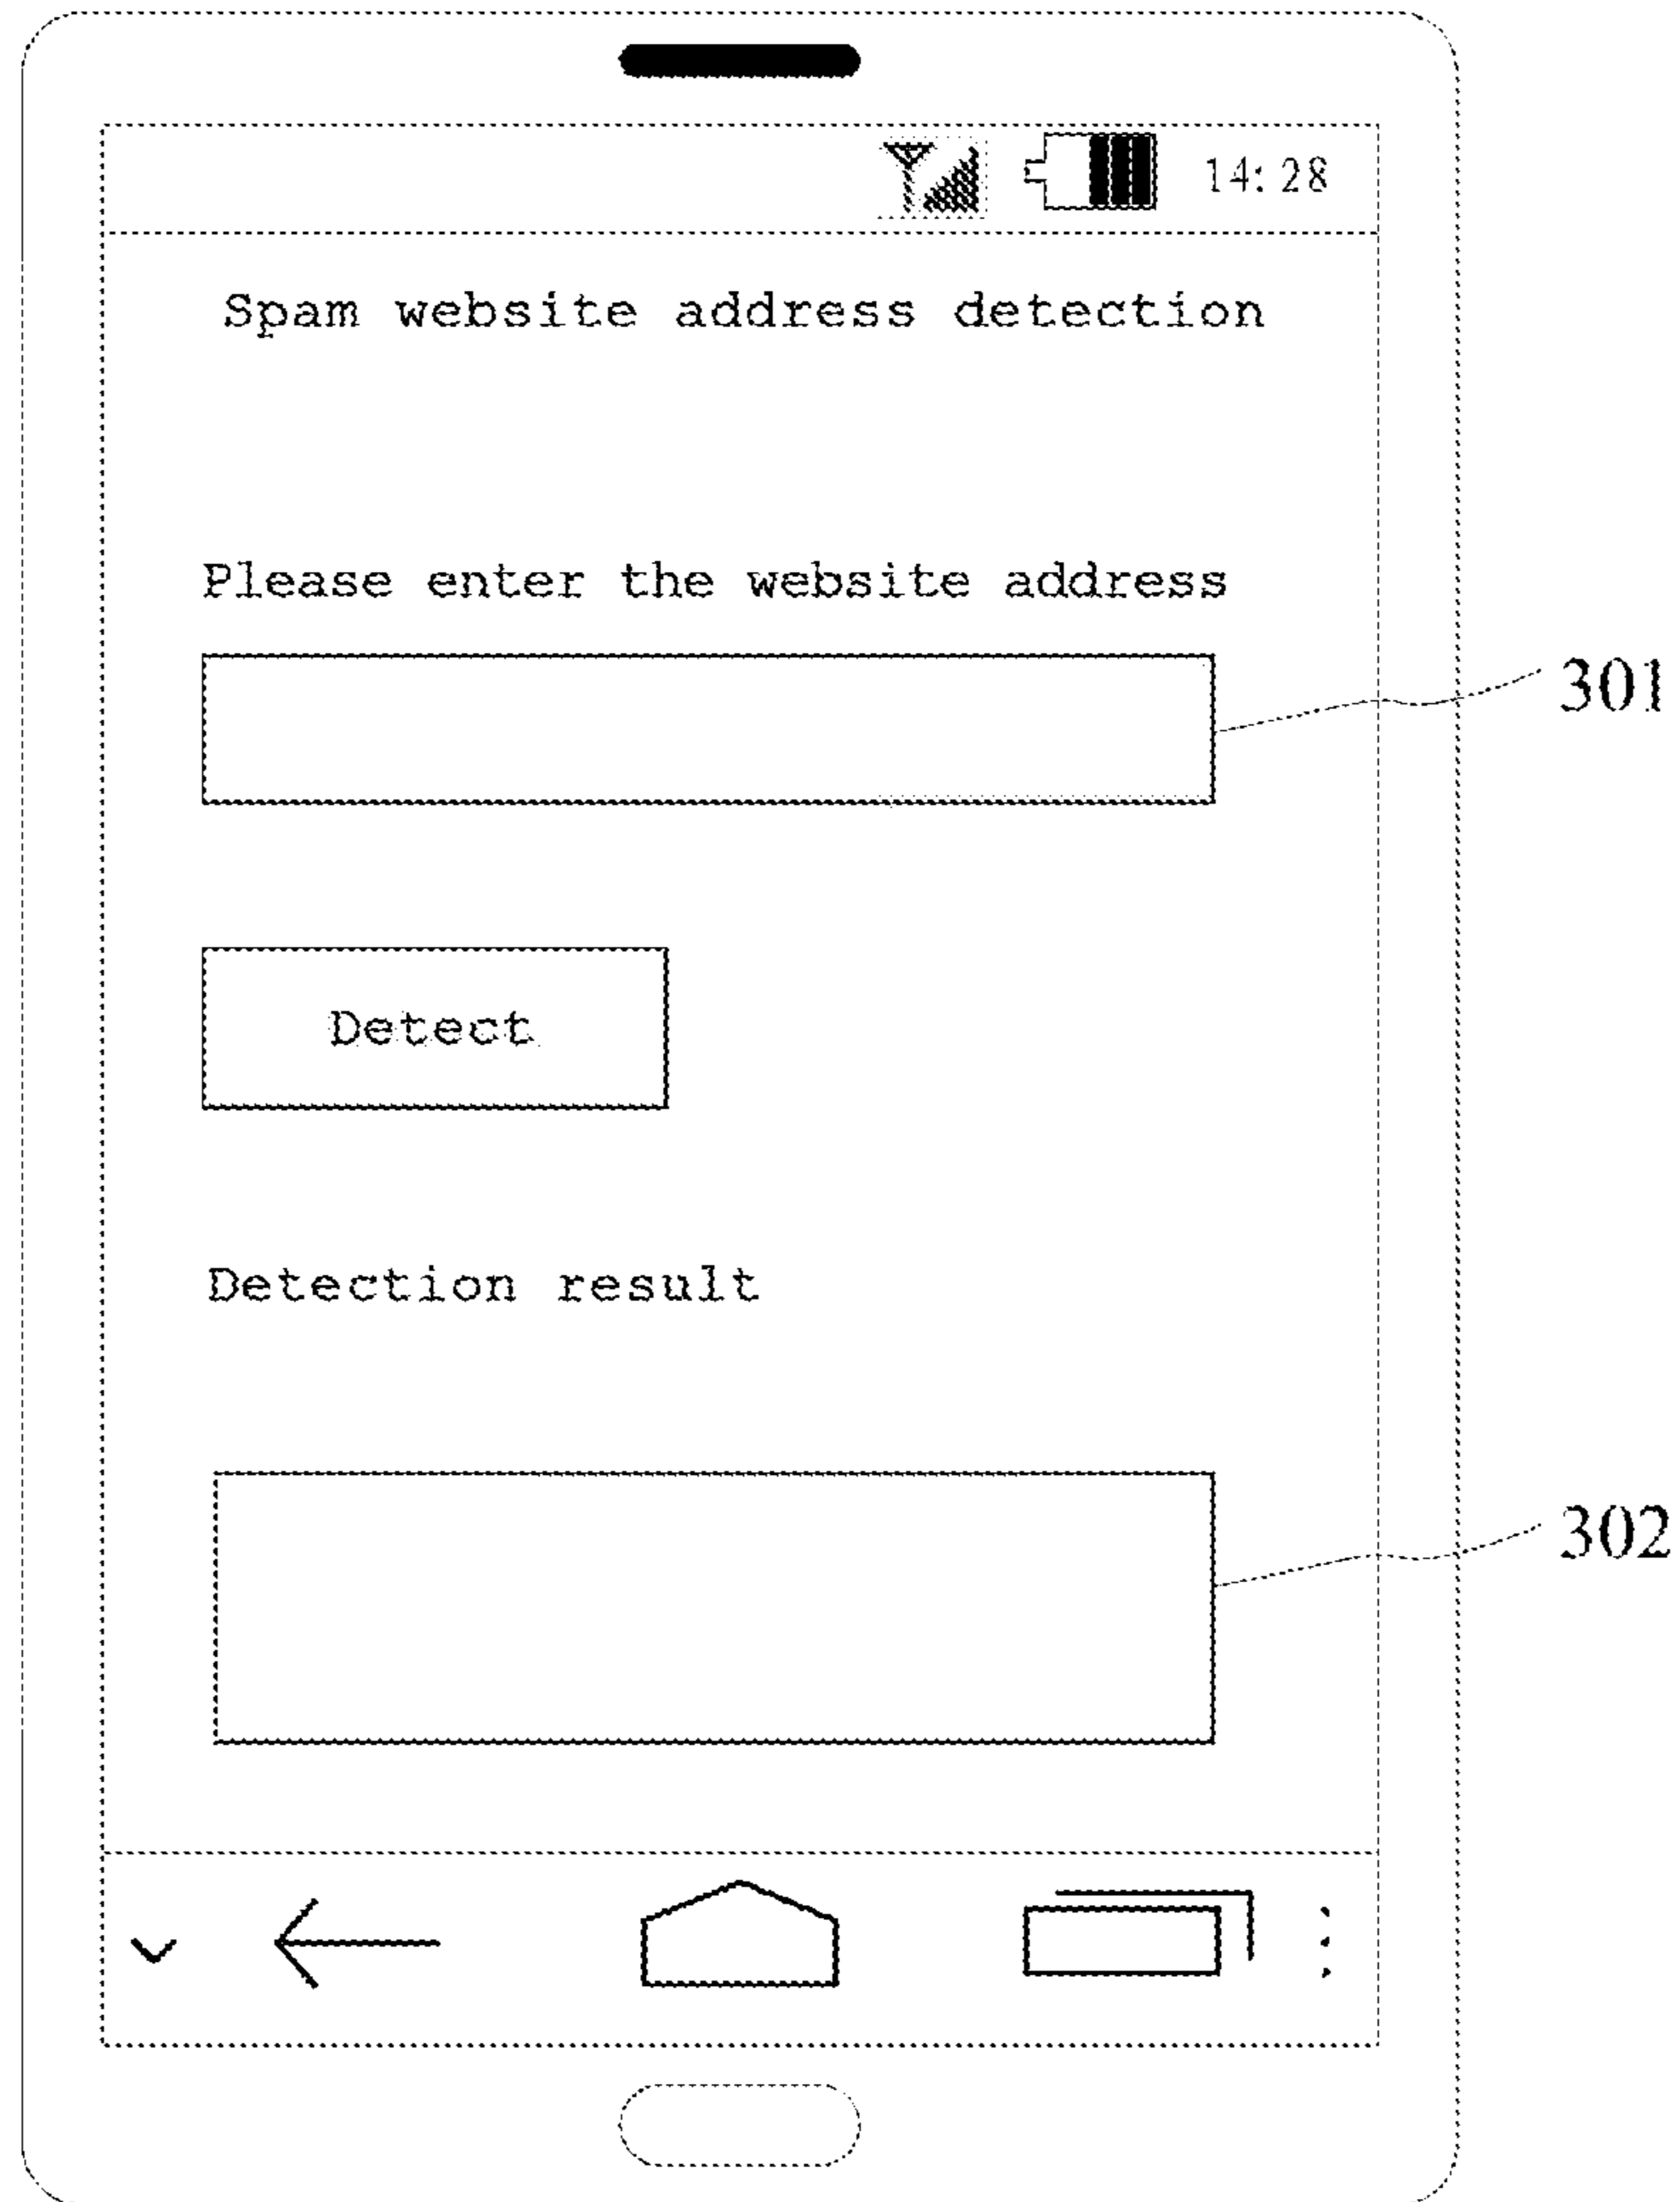 14:28
Spam website address detection
Please enter the website address
301
Detect
Detection result
302